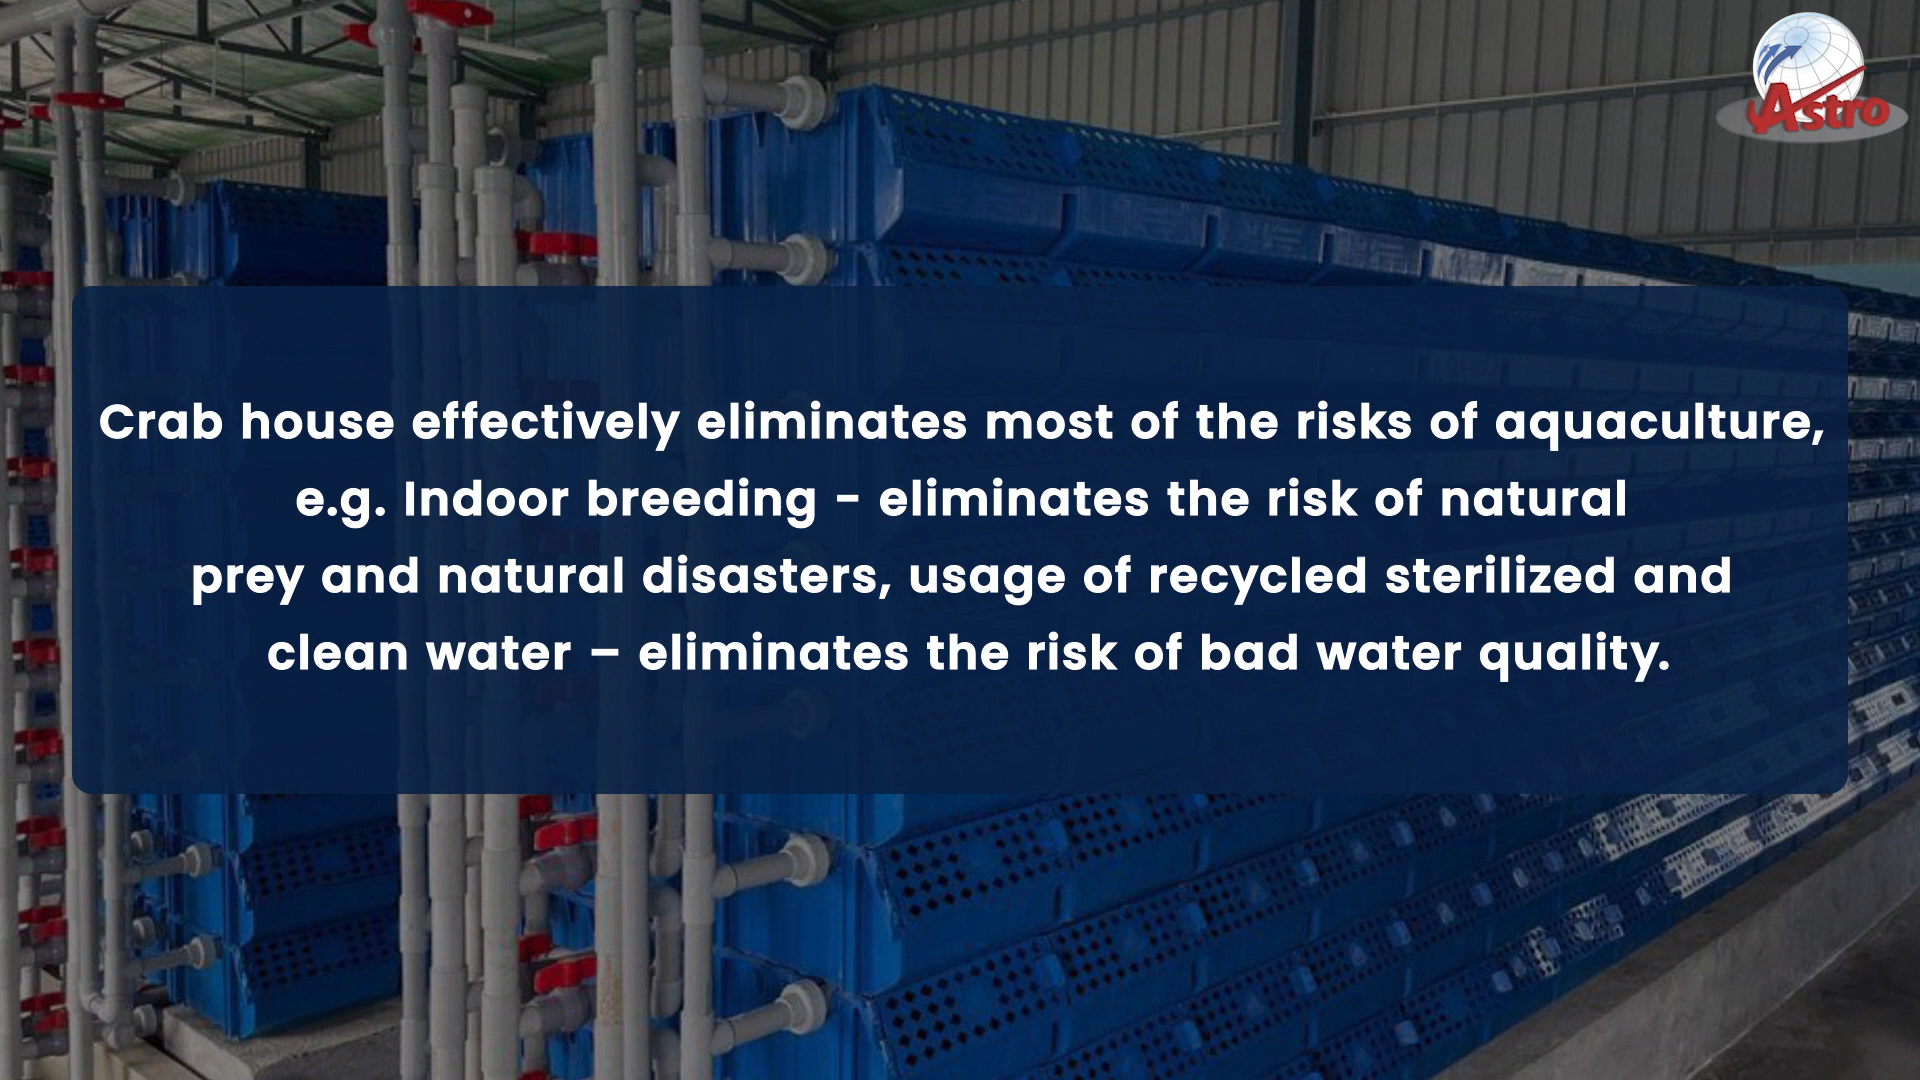 Astro
Crab house effectively eliminates most of the risks of aquaculture,
e.g. Indoor breeding - eliminates the risk of natural
prey and natural disasters, usage of recycled sterilized and
clean water – eliminates the risk of bad water quality.